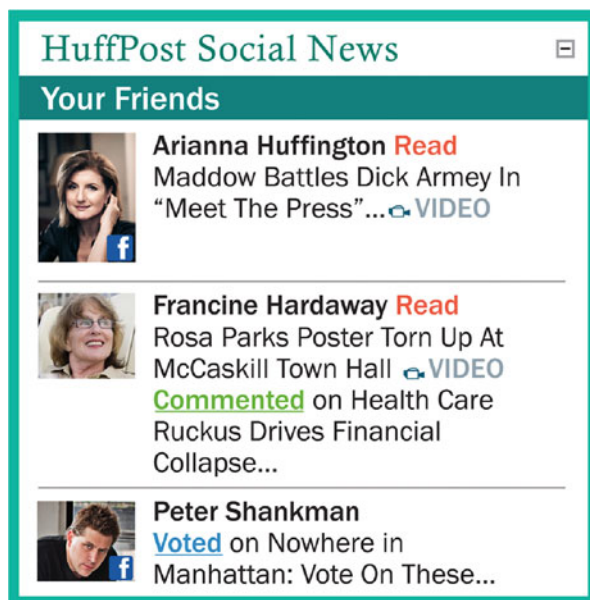 HuffPost Social News
Your Friends
Arianna Huffington Read
Maddow Battles Dick Armey In
“Meet The Press”... VIDEO
f
Francine Hardaway Read
Rosa Parks Poster Torn Up At
McCaskill Town Hall VIDEO
Commented on Health Care
Ruckus Drives Financial
Collapse...
Peter Shankman
Voted on Nowhere in
f
Manhattan: Vote On These...